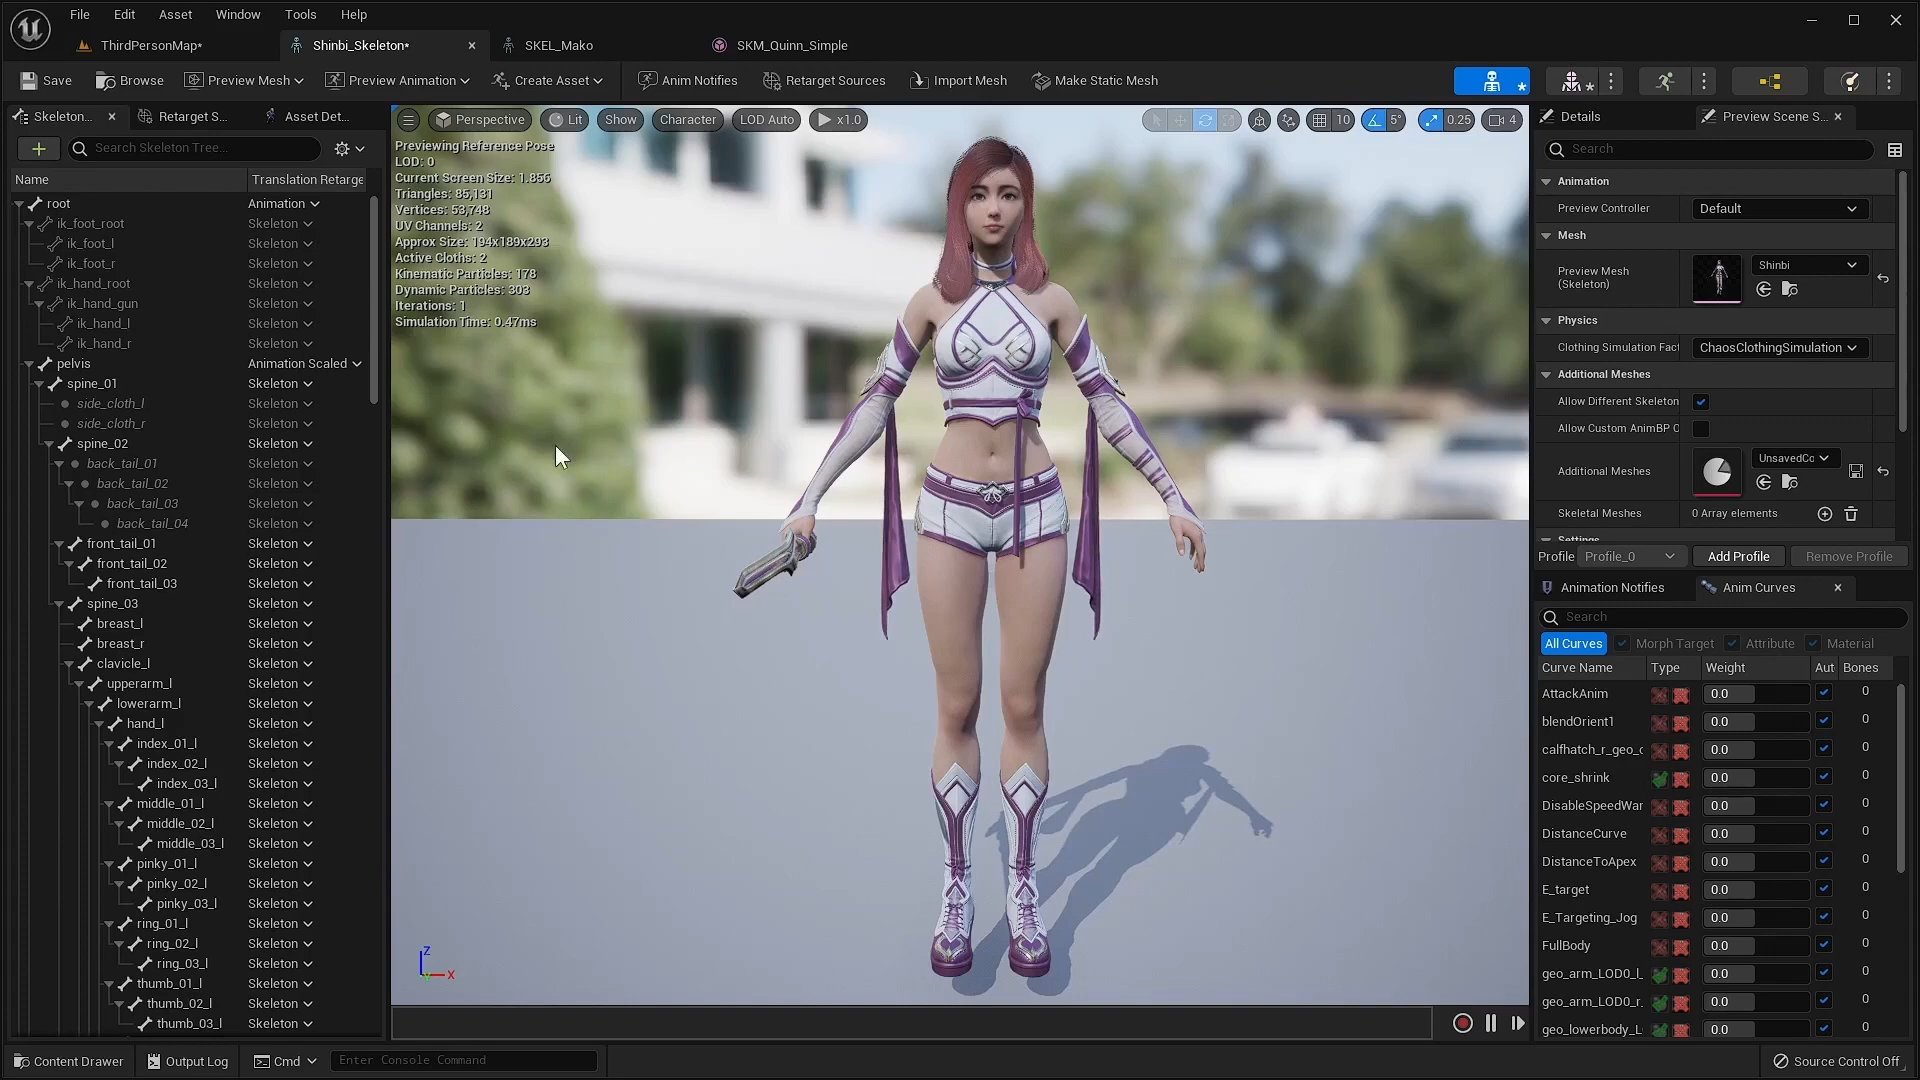 File Edit Asset Window Tools Help
ThirdPersonMap* Shinbi_Skeleton* SKEL_Mako SKM_Quinn_Simple
Save Browse Preview Mesh Preview Animation Create Asset Anim Notifies Retarget Sources Import Mesh Make Static Mesh
Skeleton... Retarget S... Asset Det...
Search Skeleton Tree...
Name Translation Retarge
root Animation
ik_foot_root Skeleton
ik_foot_l Skeleton
ik_foot_r Skeleton
ik_hand_root Skeleton
ik_hand_gun Skeleton
ik_hand_l Skeleton
ik_hand_r Skeleton
pelvis Animation Scaled
spine_01 Skeleton
side_cloth_l Skeleton
side_cloth_r Skeleton
spine_02 Skeleton
back_tail_01 Skeleton
back_tail_02 Skeleton
back_tail_03 Skeleton
back_tail_04 Skeleton
front_tail_01 Skeleton
front_tail_02 Skeleton
front_tail_03 Skeleton
spine_03 Skeleton
breast_l Skeleton
breast_r Skeleton
clavicle_l Skeleton
upperarm_l Skeleton
lowerarm_l Skeleton
hand_l Skeleton
index_01_l Skeleton
index_02_l Skeleton
index_03_l Skeleton
middle_01_l Skeleton
middle_02_l Skeleton
middle_03_l Skeleton
pinky_01_l Skeleton
pinky_02_l Skeleton
pinky_03_l Skeleton
ring_01_l Skeleton
ring_02_l Skeleton
ring_03_l Skeleton
thumb_01_l Skeleton
thumb_02_l Skeleton
thumb_03_l Skeleton
Perspective Lit Show Character LOD Auto x1.0 10 5° 0.25 4
Previewing Reference Pose
LOD: 0
Current Screen Size: 1.856
Triangles: 85,131
Vertices: 53,748
UV Channels: 2
Approx Size: 194x189x293
Active Cloths: 2
Kinematic Particles: 178
Dynamic Particles: 303
Iterations: 1
Simulation Time: 0.47ms
Z
X
Details Preview Scene S...
Search
Animation
Preview Controller Default
Mesh
Preview Mesh (Skeleton) Shinbi
Physics
Clothing Simulation Fact ChaosClothingSimulation
Additional Meshes
Allow Different Skeleton
Allow Custom AnimBP O
Additional Meshes UnsavedCo
Skeletal Meshes 0 Array elements
Settings
Profile Profile_0 Add Profile Remove Profile
Animation Notifies Anim Curves
Search
All Curves Morph Target Attribute Material
Curve Name Type Weight Aut Bones
AttackAnim 0.0 0
blendOrient1 0.0 0
calfhatch_r_geo_c 0.0 0
core_shrink 0.0 0
DisableSpeedWar 0.0 0
DistanceCurve 0.0 0
DistanceToApex 0.0 0
E_target 0.0 0
E_Targeting_Jog 0.0 0
FullBody 0.0 0
geo_arm_LOD0_l_ 0.0 0
geo_arm_LOD0_r_ 0.0 0
geo_lowerbody_L 0.0 0
Content Drawer Output Log Cmd Enter Console Command Source Control Off